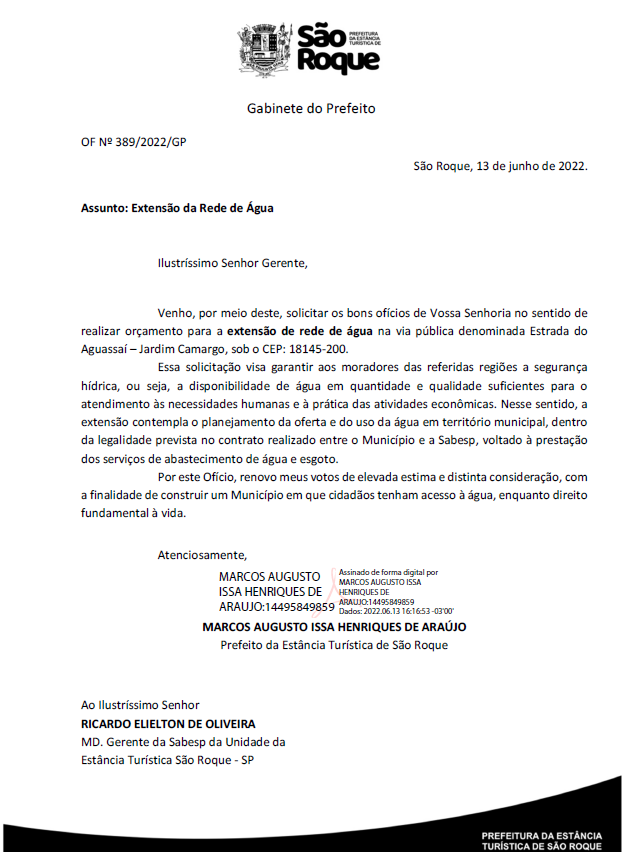 São Roque
PREFEITURA
DA ESTÂNCIA
TURÍSTICA DE
Gabinete do Prefeito
OF Nº 389/2022/GP
São Roque, 13 de junho de 2022.
Assunto: Extensão da Rede de Água
Ilustríssimo Senhor Gerente,
Venho, por meio deste, solicitar os bons ofícios de Vossa Senhoria no sentido de
realizar orçamento para a extensão de rede de água na via pública denominada Estrada do
Aguassaí – Jardim Camargo, sob o CEP: 18145-200.
Essa solicitação visa garantir aos moradores das referidas regiões a segurança
hídrica, ou seja, a disponibilidade de água em quantidade e qualidade suficientes para o
atendimento às necessidades humanas e à prática das atividades econômicas. Nesse sentido, a
extensão contempla o planejamento da oferta e do uso da água em território municipal, dentro
da legalidade prevista no contrato realizado entre o Município e a Sabesp, voltado à prestação
dos serviços de abastecimento de água e esgoto.
Por este Ofício, renovo meus votos de elevada estima e distinta consideração, com
a finalidade de construir um Município em que cidadãos tenham acesso à água, enquanto direito
fundamental à vida.
Atenciosamente,
MARCOS AUGUSTO
ISSA HENRIQUES DE
ARAUJO:14495849859
Assinado de forma digital por
MARCOS AUGUSTO ISSA
HENRIQUES DE
ARAUJO:14495849859
Dados: 2022.06.13 16:16:53 -03'00'
MARCOS AUGUSTO ISSA HENRIQUES DE ARAÚJO
Prefeito da Estância Turística de São Roque
Ao Ilustríssimo Senhor
RICARDO ELIELTON DE OLIVEIRA
MD. Gerente da Sabesp da Unidade da
Estância Turística São Roque - SP
PREFEITURA DA ESTÂNCIA
TURÍSTICA DE SÃO ROQUE